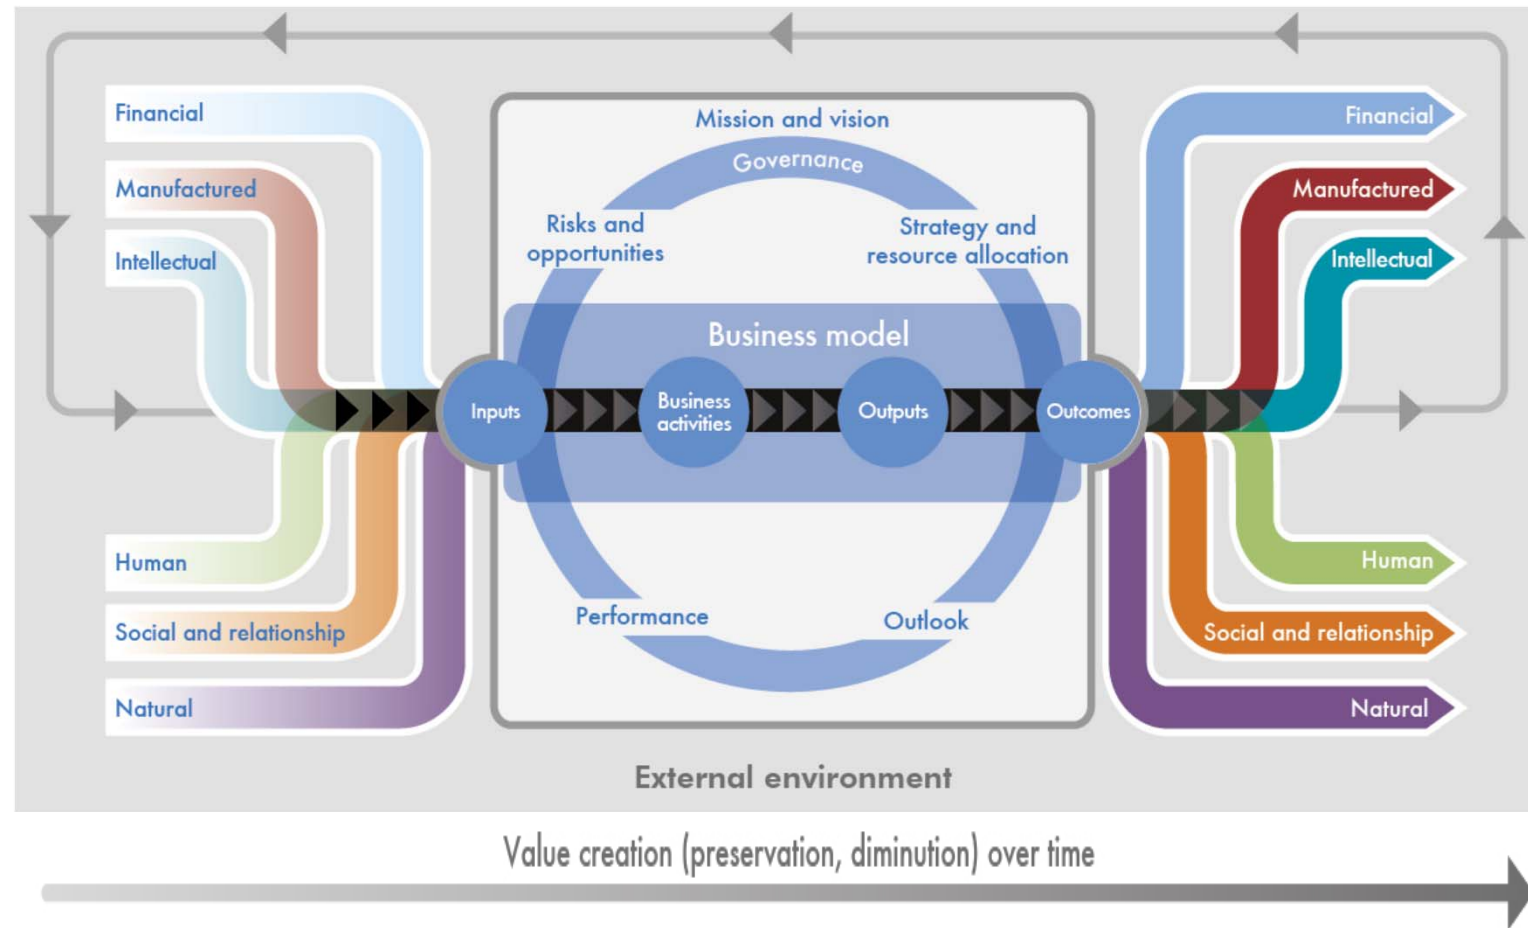 Financial
Manufactured
Intellectual
Human
Social and relationship
Natural
Mission and vision
Governance
Risks and
opportunities
Strategy and
resource allocation
Business model
Inputs
Business
activities
Outputs
Outcomes
Performance
Outlook
Financial
Manufactured
Intellectual
Human
Social and relationship
Natural
External environment
Value creation (preservation, diminution) over time